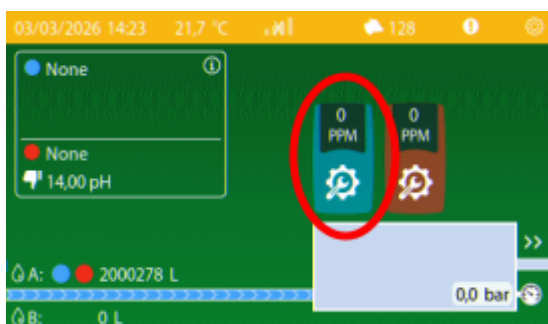 03/03/2026 14:23 21,7 °C 128
None
None
14,00 pH
0 PPM
0 PPM
A: 2000278 L
0,0 bar
B: 0 L